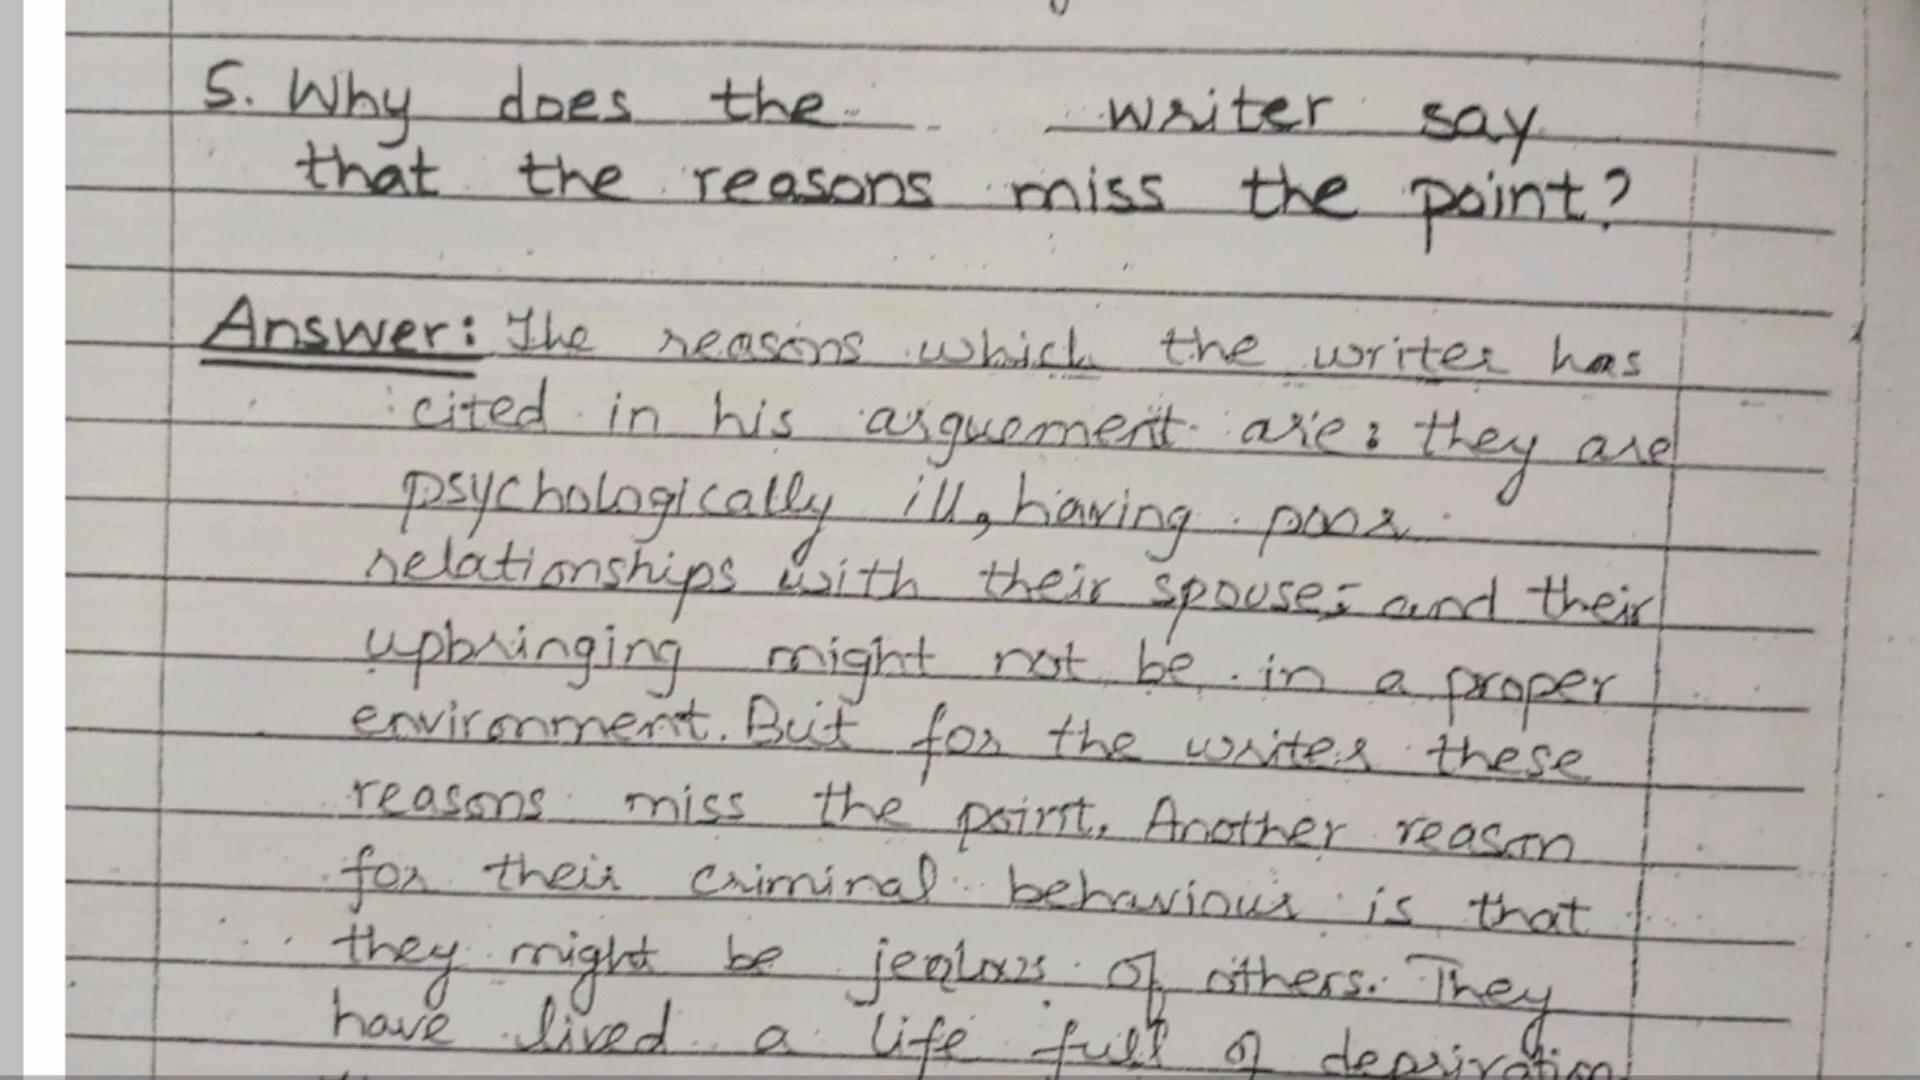 5. Why does the writer say
that the reasons miss the point?
Answer: The reasons which the writer has
cited in his arguement are: they are
psychologically ill, having poor
relationships with their spouse; and their
upbringing might not be in a proper
environment. But for the writer these
reasons miss the point. Another reason
for their criminal behaviour is that
they might be jealous of others. They
have lived a life full of deprivation